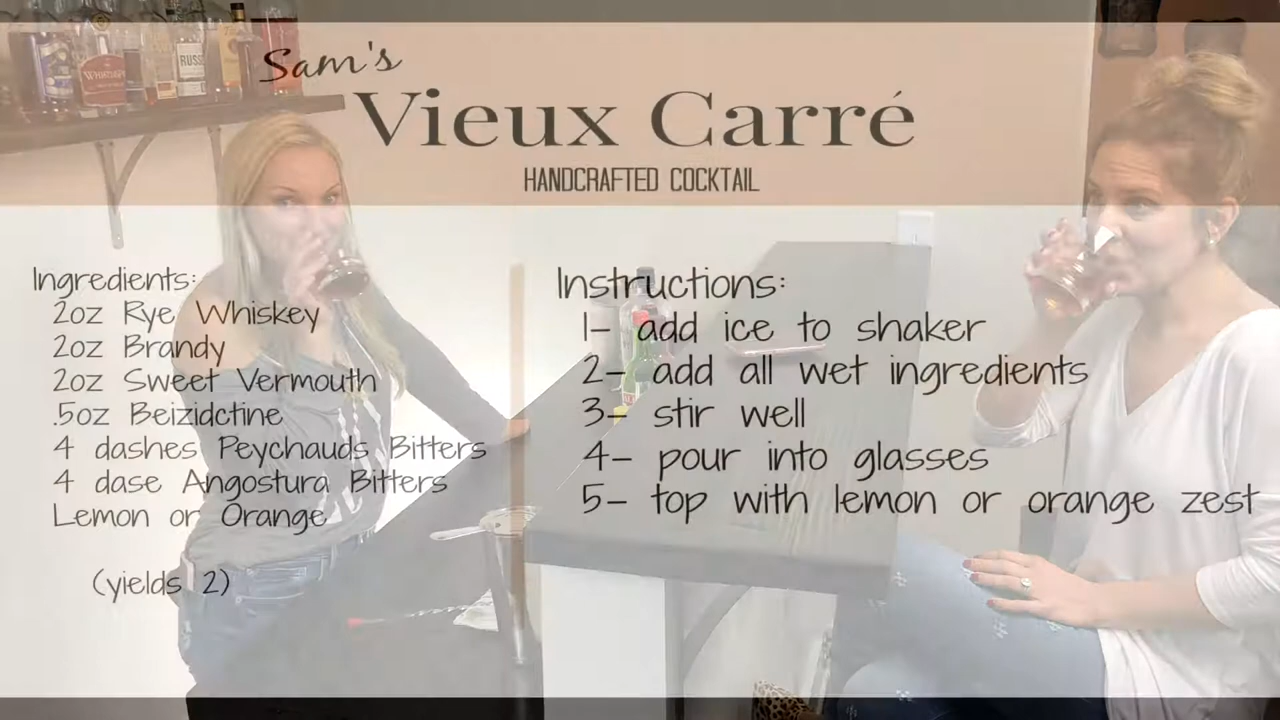 Sam's
Vieux Carré
HANDCRAFTED COCKTAIL
Ingredients:
2oz Rye Whiskey
2oz Brandy
2oz Sweet Vermouth
.5oz Beizidctine
4 dashes Peychauds Bitters
4 dase Angostura Bitters
Lemon or Orange
(yields 2)
Instructions:
1- add ice to shaker
2- add all wet ingredients
3- stir well
4- pour into glasses
5- top with lemon or orange zest